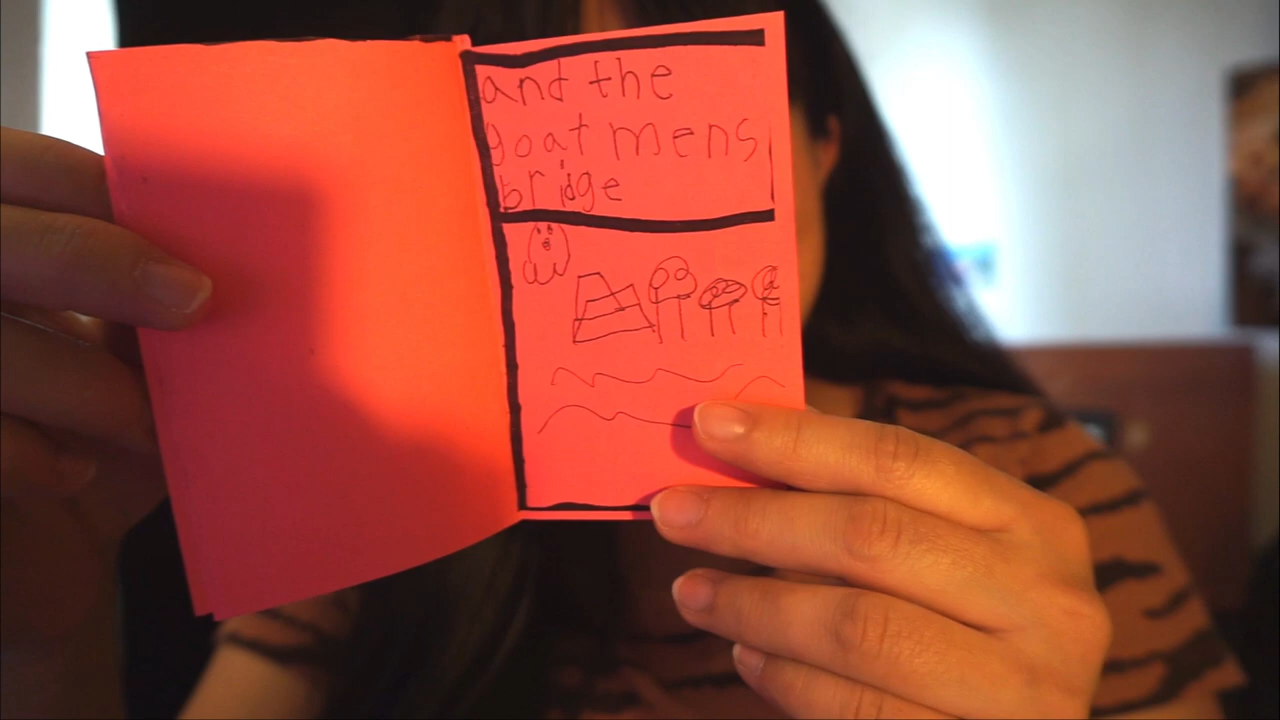 and the
goat mens
bridge